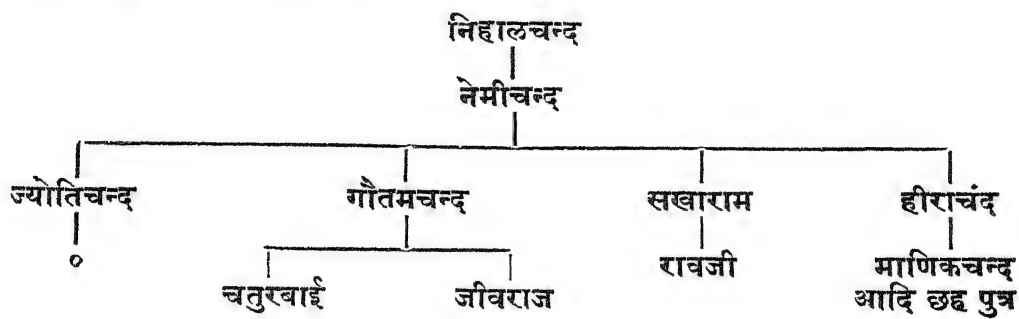 निहालचन्द
नेमीचन्द
ज्योतिचन्द गौतमचन्द सखाराम हीराचंद
० चतुरबाई जीवराज रावजी माणिकचन्द
आदि छह पुत्र